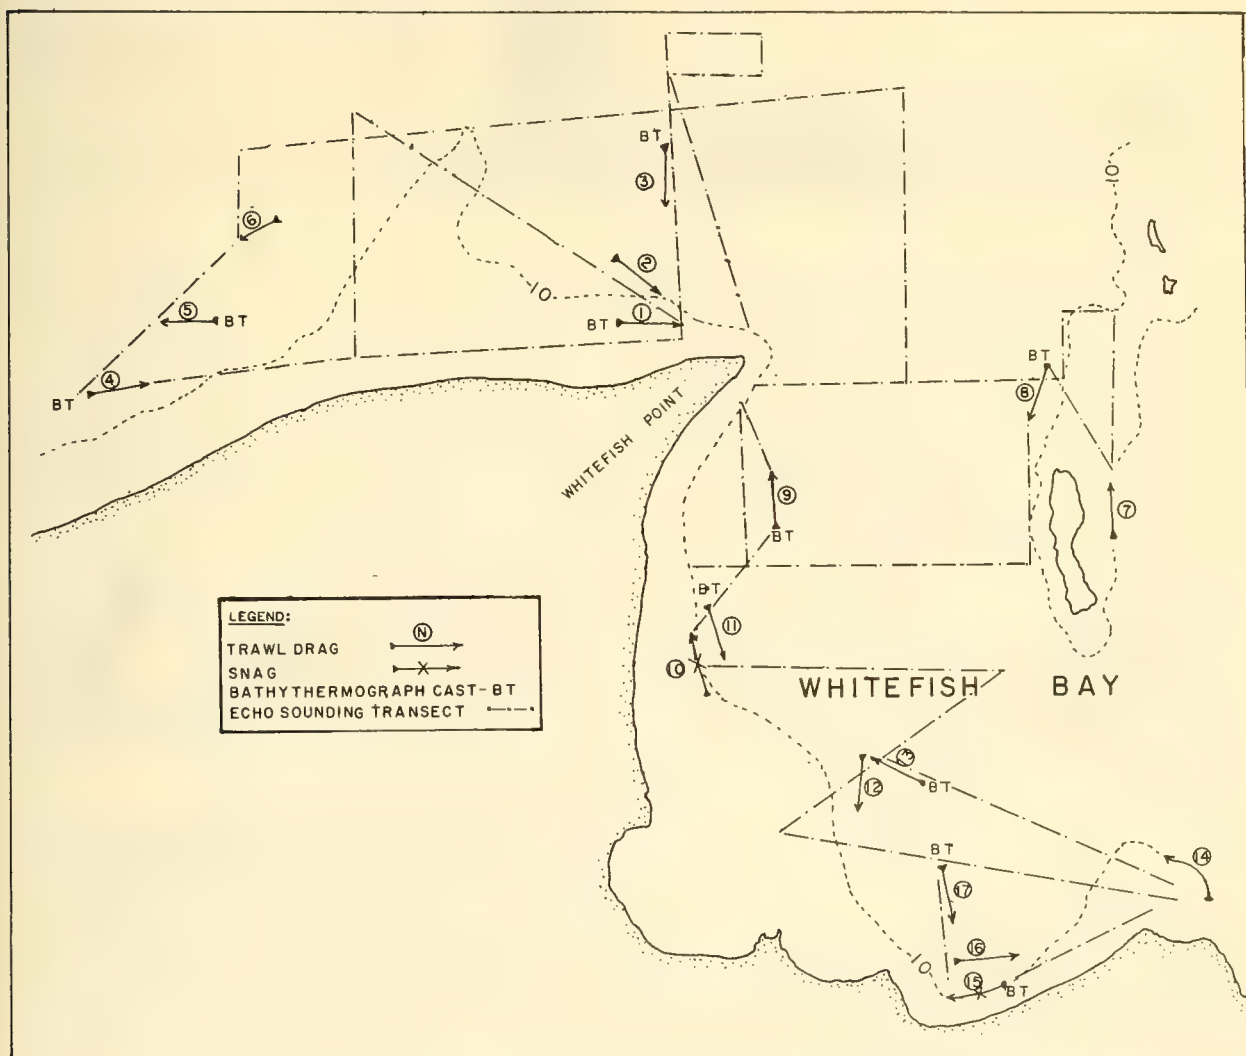 BT
3
10
6
2
10
5
BT
BT
1
BT
4
BT
8
WHITEFISH POINT
9
7
BT
BT
11
10
LEGEND:
N
TRAWL DRAG
SNAG
BATHYTHERMOGRAPH CAST-BT
ECHO SOUNDING TRANSECT
WHITEFISH BAY
13
12
BT
BT
14
17
16
10
15
BT